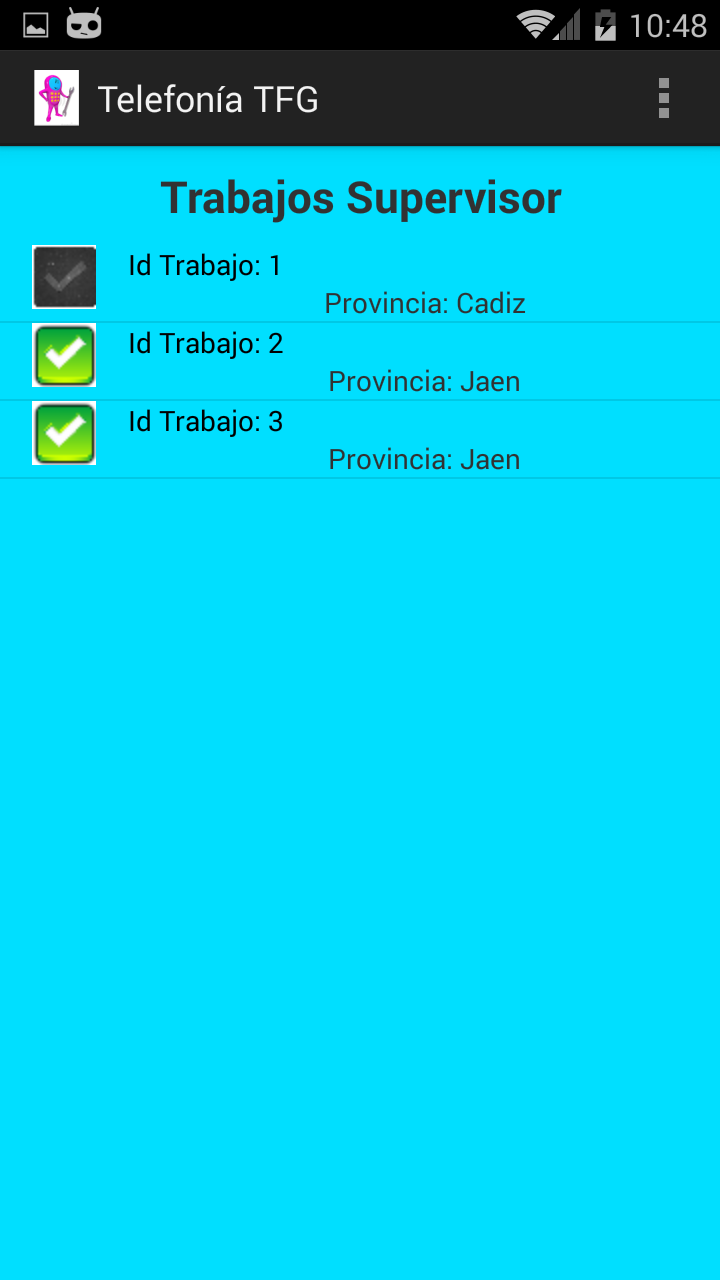 10:48
Telefonía TFG
Trabajos Supervisor
Id Trabajo: 1
Provincia: Cadiz
Id Trabajo: 2
Provincia: Jaen
Id Trabajo: 3
Provincia: Jaen